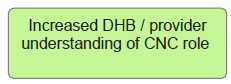 Increased DHB / provider
understanding of CNC role